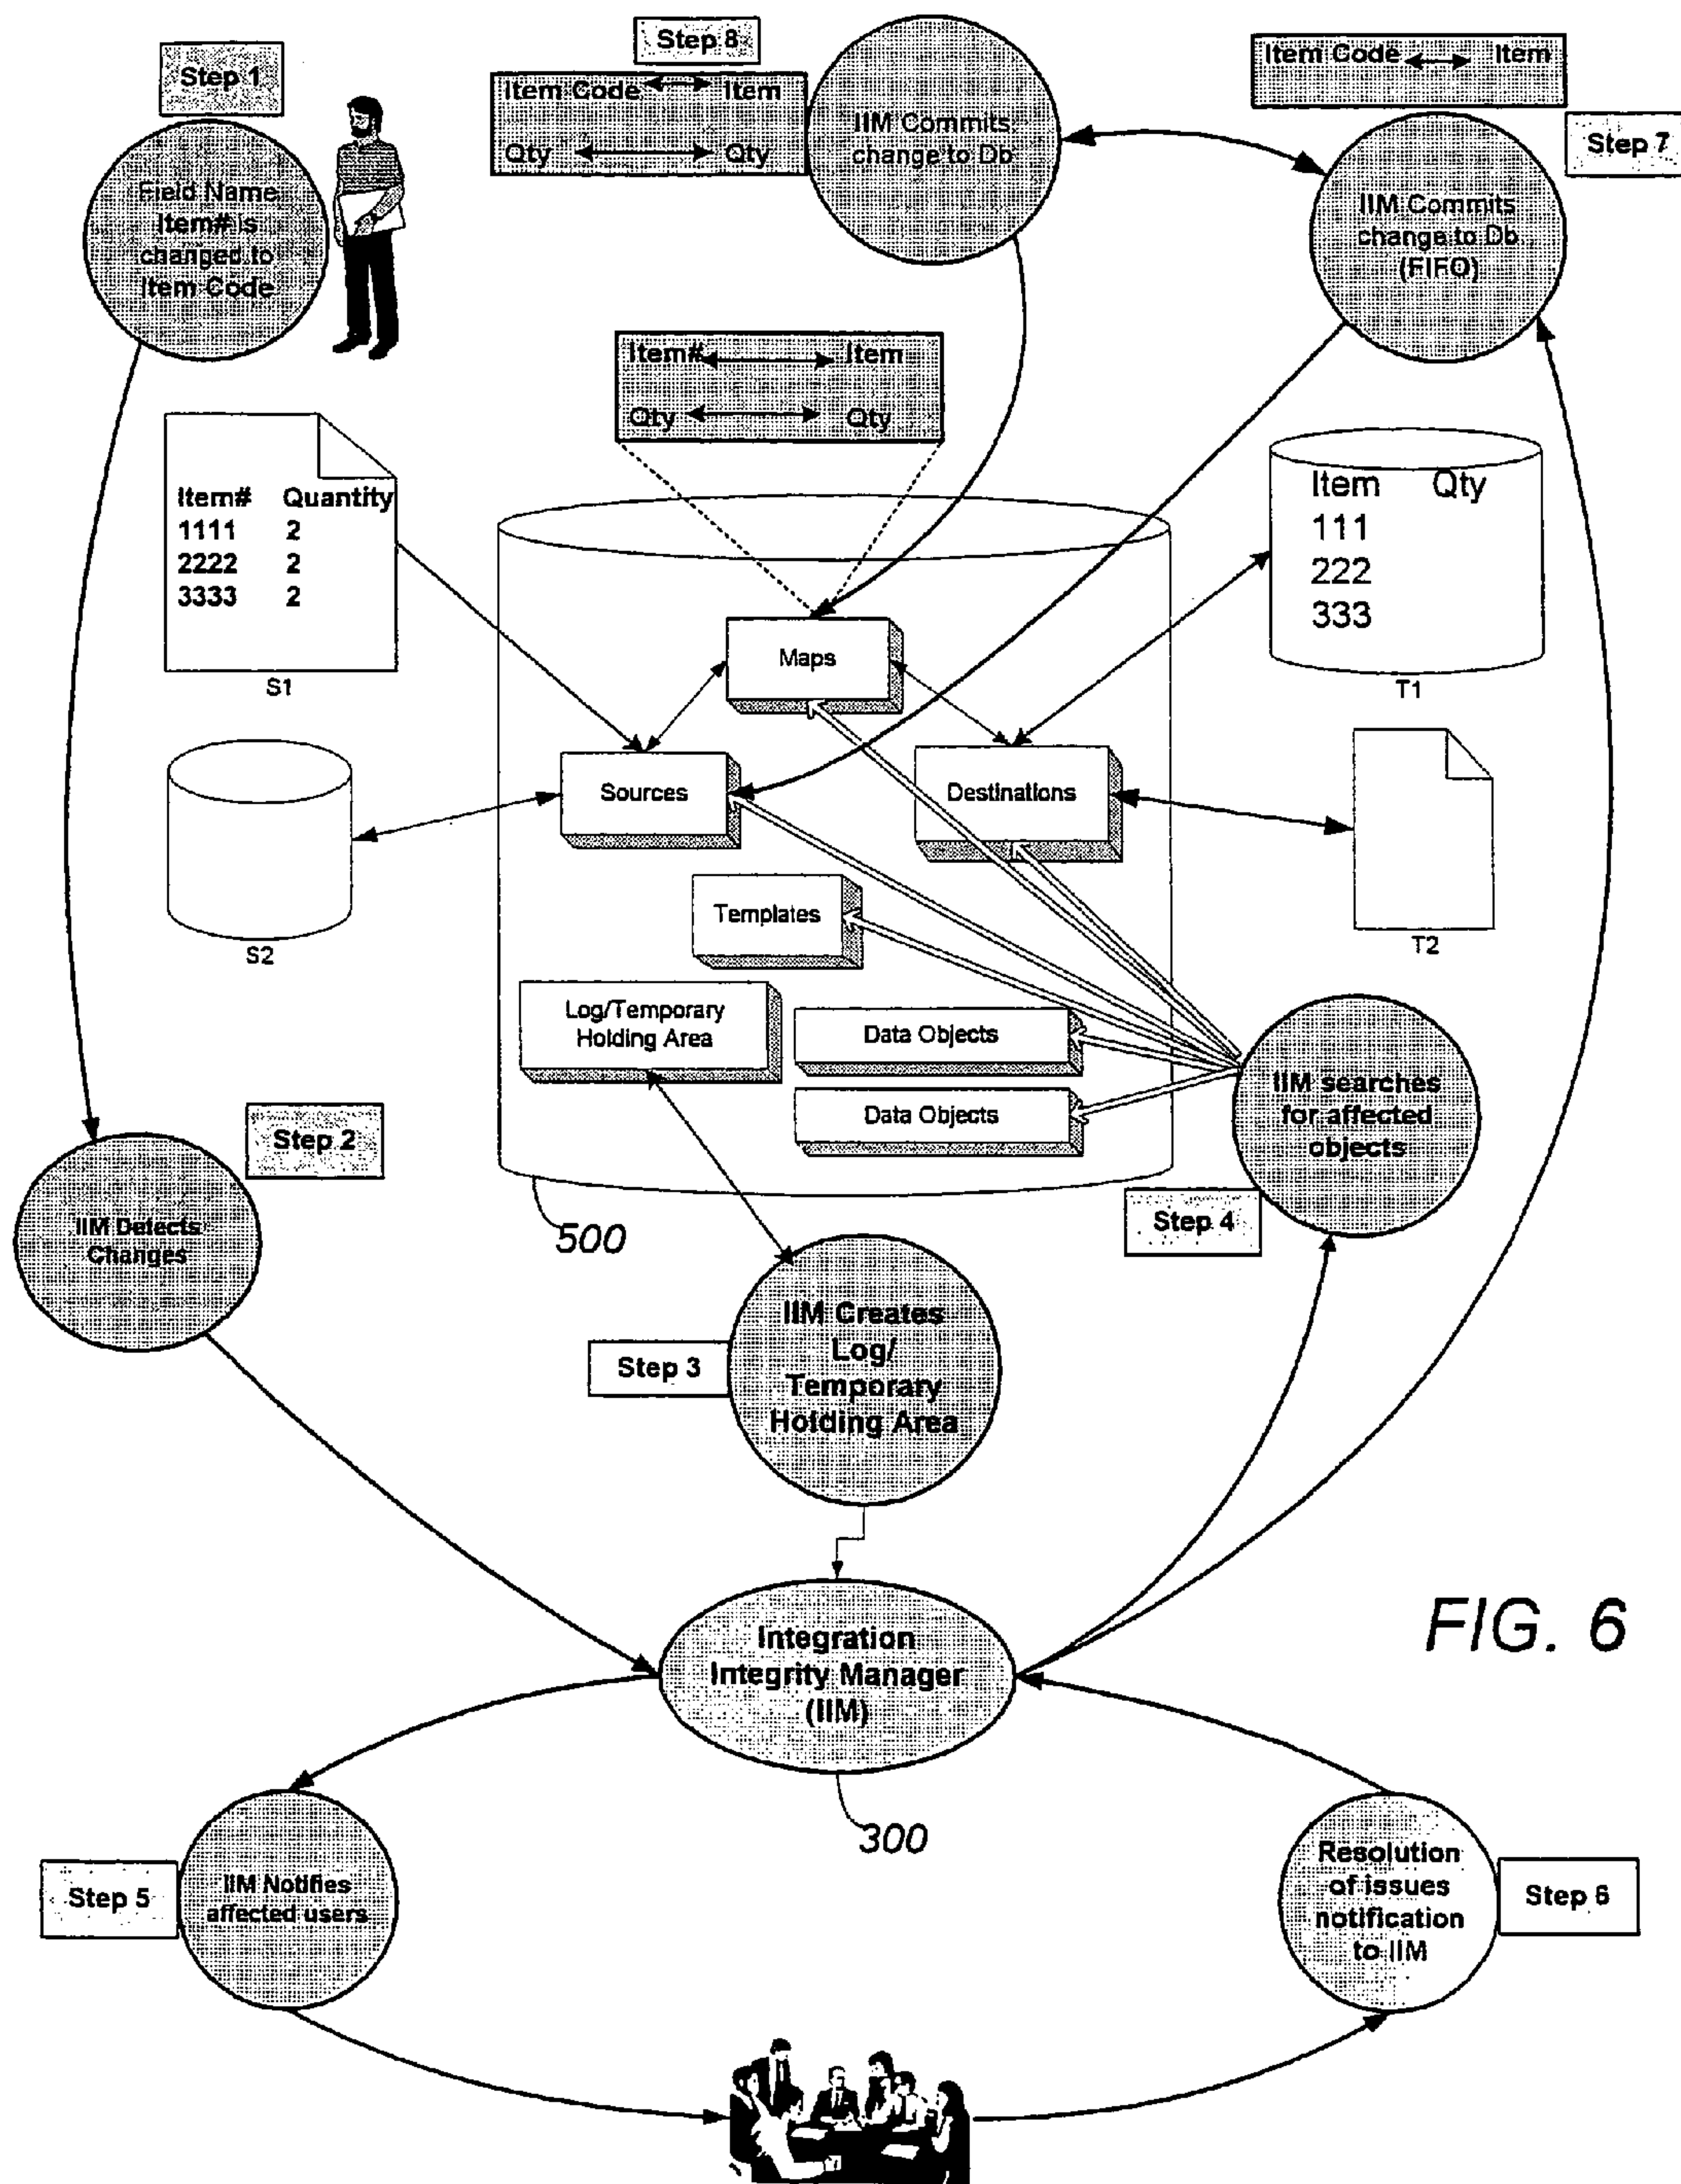 Step 1
Field Name
Item# is
changed to
Item Code
Step 8
Item Code Item
Qty Qty
IIM Commits
change to Db
Item Code Item
Step 7
IIM Commits
change to Db
(FIFO)
Item# Item
Qty Qty
Item# Quantity
1111 2
2222 2
3333 2
S1
Item Qty
111
222
333
T1
Maps
Sources
Destinations
S2
T2
Templates
Log/Temporary
Holding Area
Data Objects
Data Objects
IIM searches
for affected
objects
Step 4
Step 2
IIM Detects
Changes
500
Step 3
IIM Creates
Log/
Temporary
Holding Area
Integration
Integrity Manager
(IIM)
300
FIG. 6
Step 5
IIM Notifies
affected users
Resolution
of issues
notification
to IIM
Step 6